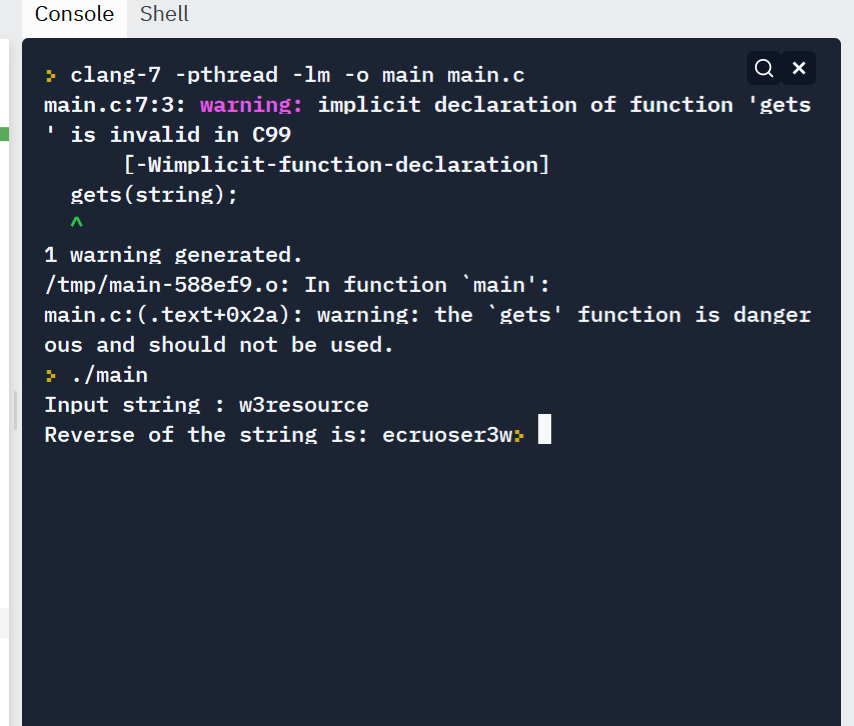 Console Shell
clang-7 -pthread -lm -o main main.c
main.c:7:3: warning: implicit declaration of function 'gets
' is invalid in C99
[-Wimplicit-function-declaration]
gets(string);
^
1 warning generated.
/tmp/main-588ef9.o: In function `main':
main.c:(.text+0x2a): warning: the `gets' function is danger
ous and should not be used.
./main
Input string : w3resource
Reverse of the string is: ecruoser3w